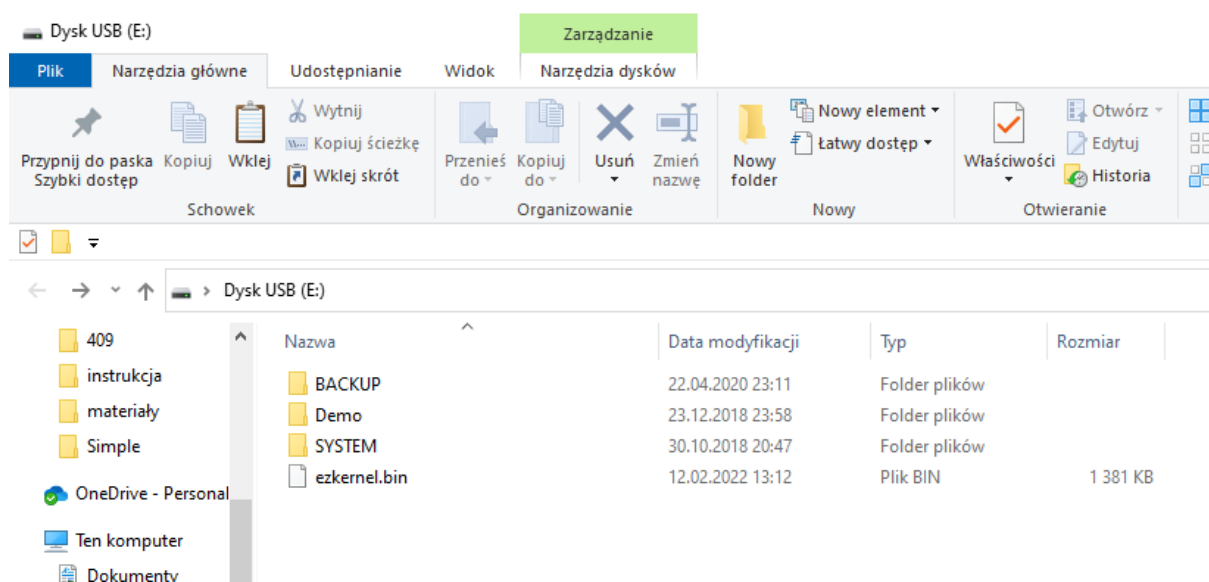 Dysk USB (E:)
Zarządzanie
Plik Narzędzia główne Udostępnianie Widok Narzędzia dysków
Przypnij do paska Szybki dostęp
Kopiuj
Wklej
Wytnij
Kopiuj ścieżkę
Wklej skrót
Schowek
Przenieś do
Kopiuj do
Usuń
Zmień nazwę
Organizowanie
Nowy folder
Nowy element
Łatwy dostęp
Nowy
Właściwości
Otwórz
Edytuj
Historia
Otwieranie
Dysk USB (E:)
409
instrukcja
materiały
Simple
OneDrive - Personal
Ten komputer
Dokumenty
Nazwa Data modyfikacji Typ Rozmiar
BACKUP 22.04.2020 23:11 Folder plików
Demo 23.12.2018 23:58 Folder plików
SYSTEM 30.10.2018 20:47 Folder plików
ezkernel.bin 12.02.2022 13:12 Plik BIN 1 381 KB